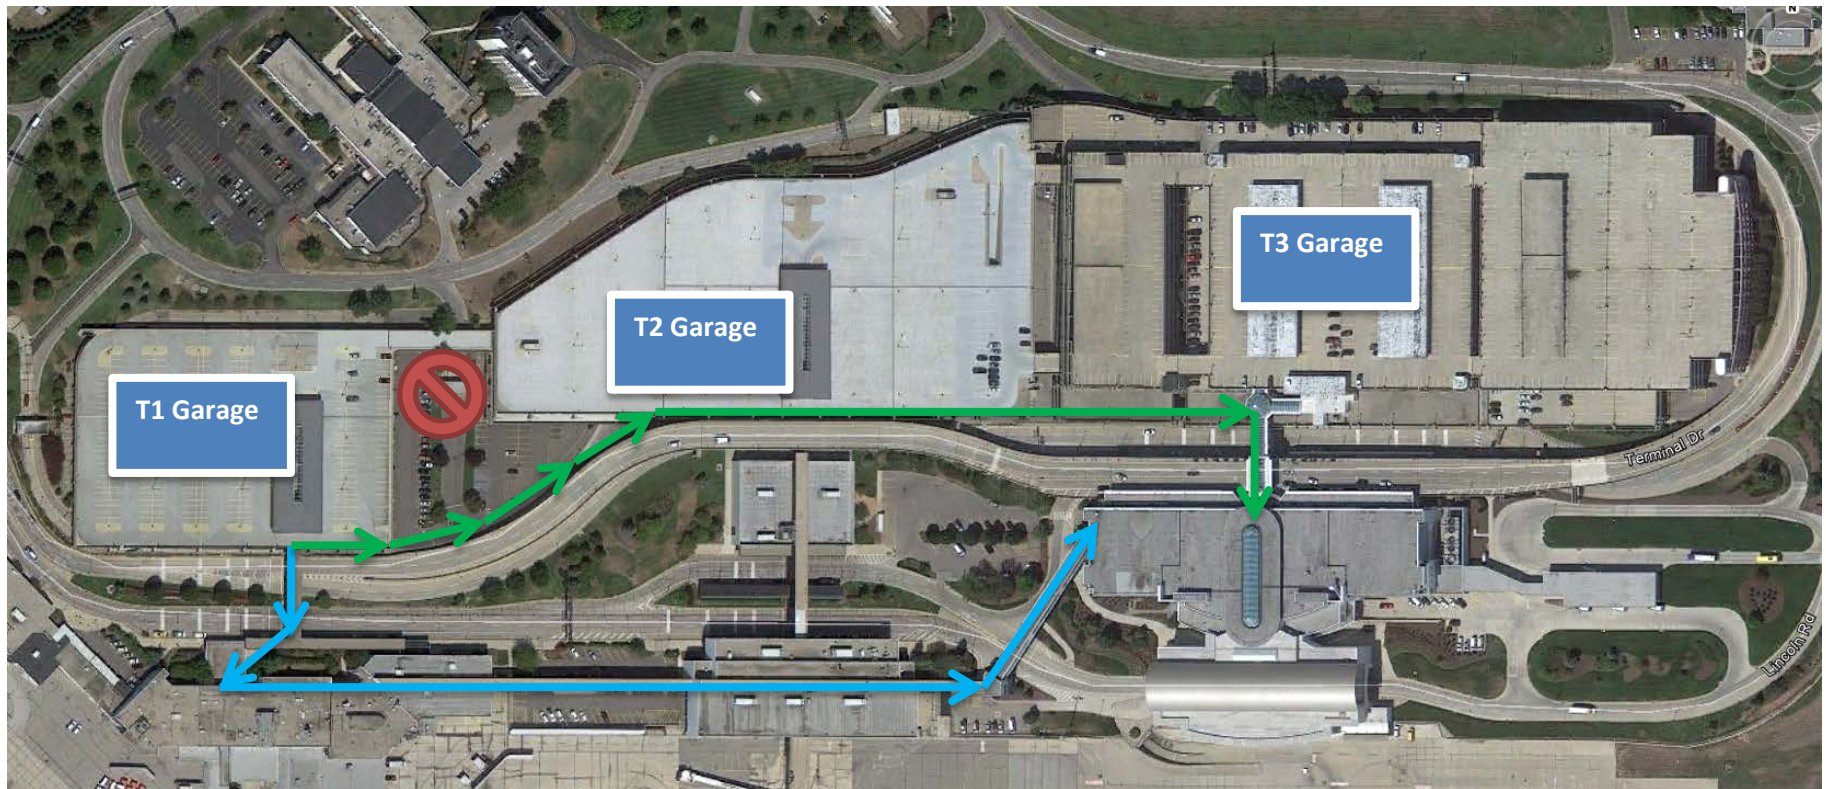 T3 Garage
T2 Garage
T1 Garage
Terminal Dr
Lincoln Rd